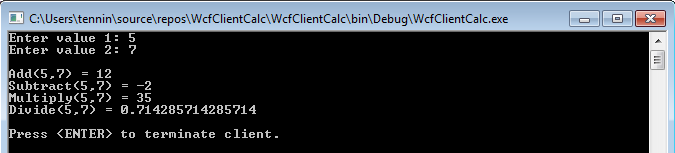 C:\Users\tennin\source\repos\WcfClientCalc\WcfClientCalc\bin\Debug\WcfClientCalc.exe
Enter value 1: 5
Enter value 2: 7
Add(5,7) = 12
Subtract(5,7) = -2
Multiply(5,7) = 35
Divide(5,7) = 0.714285714285714
Press <ENTER> to terminate client.